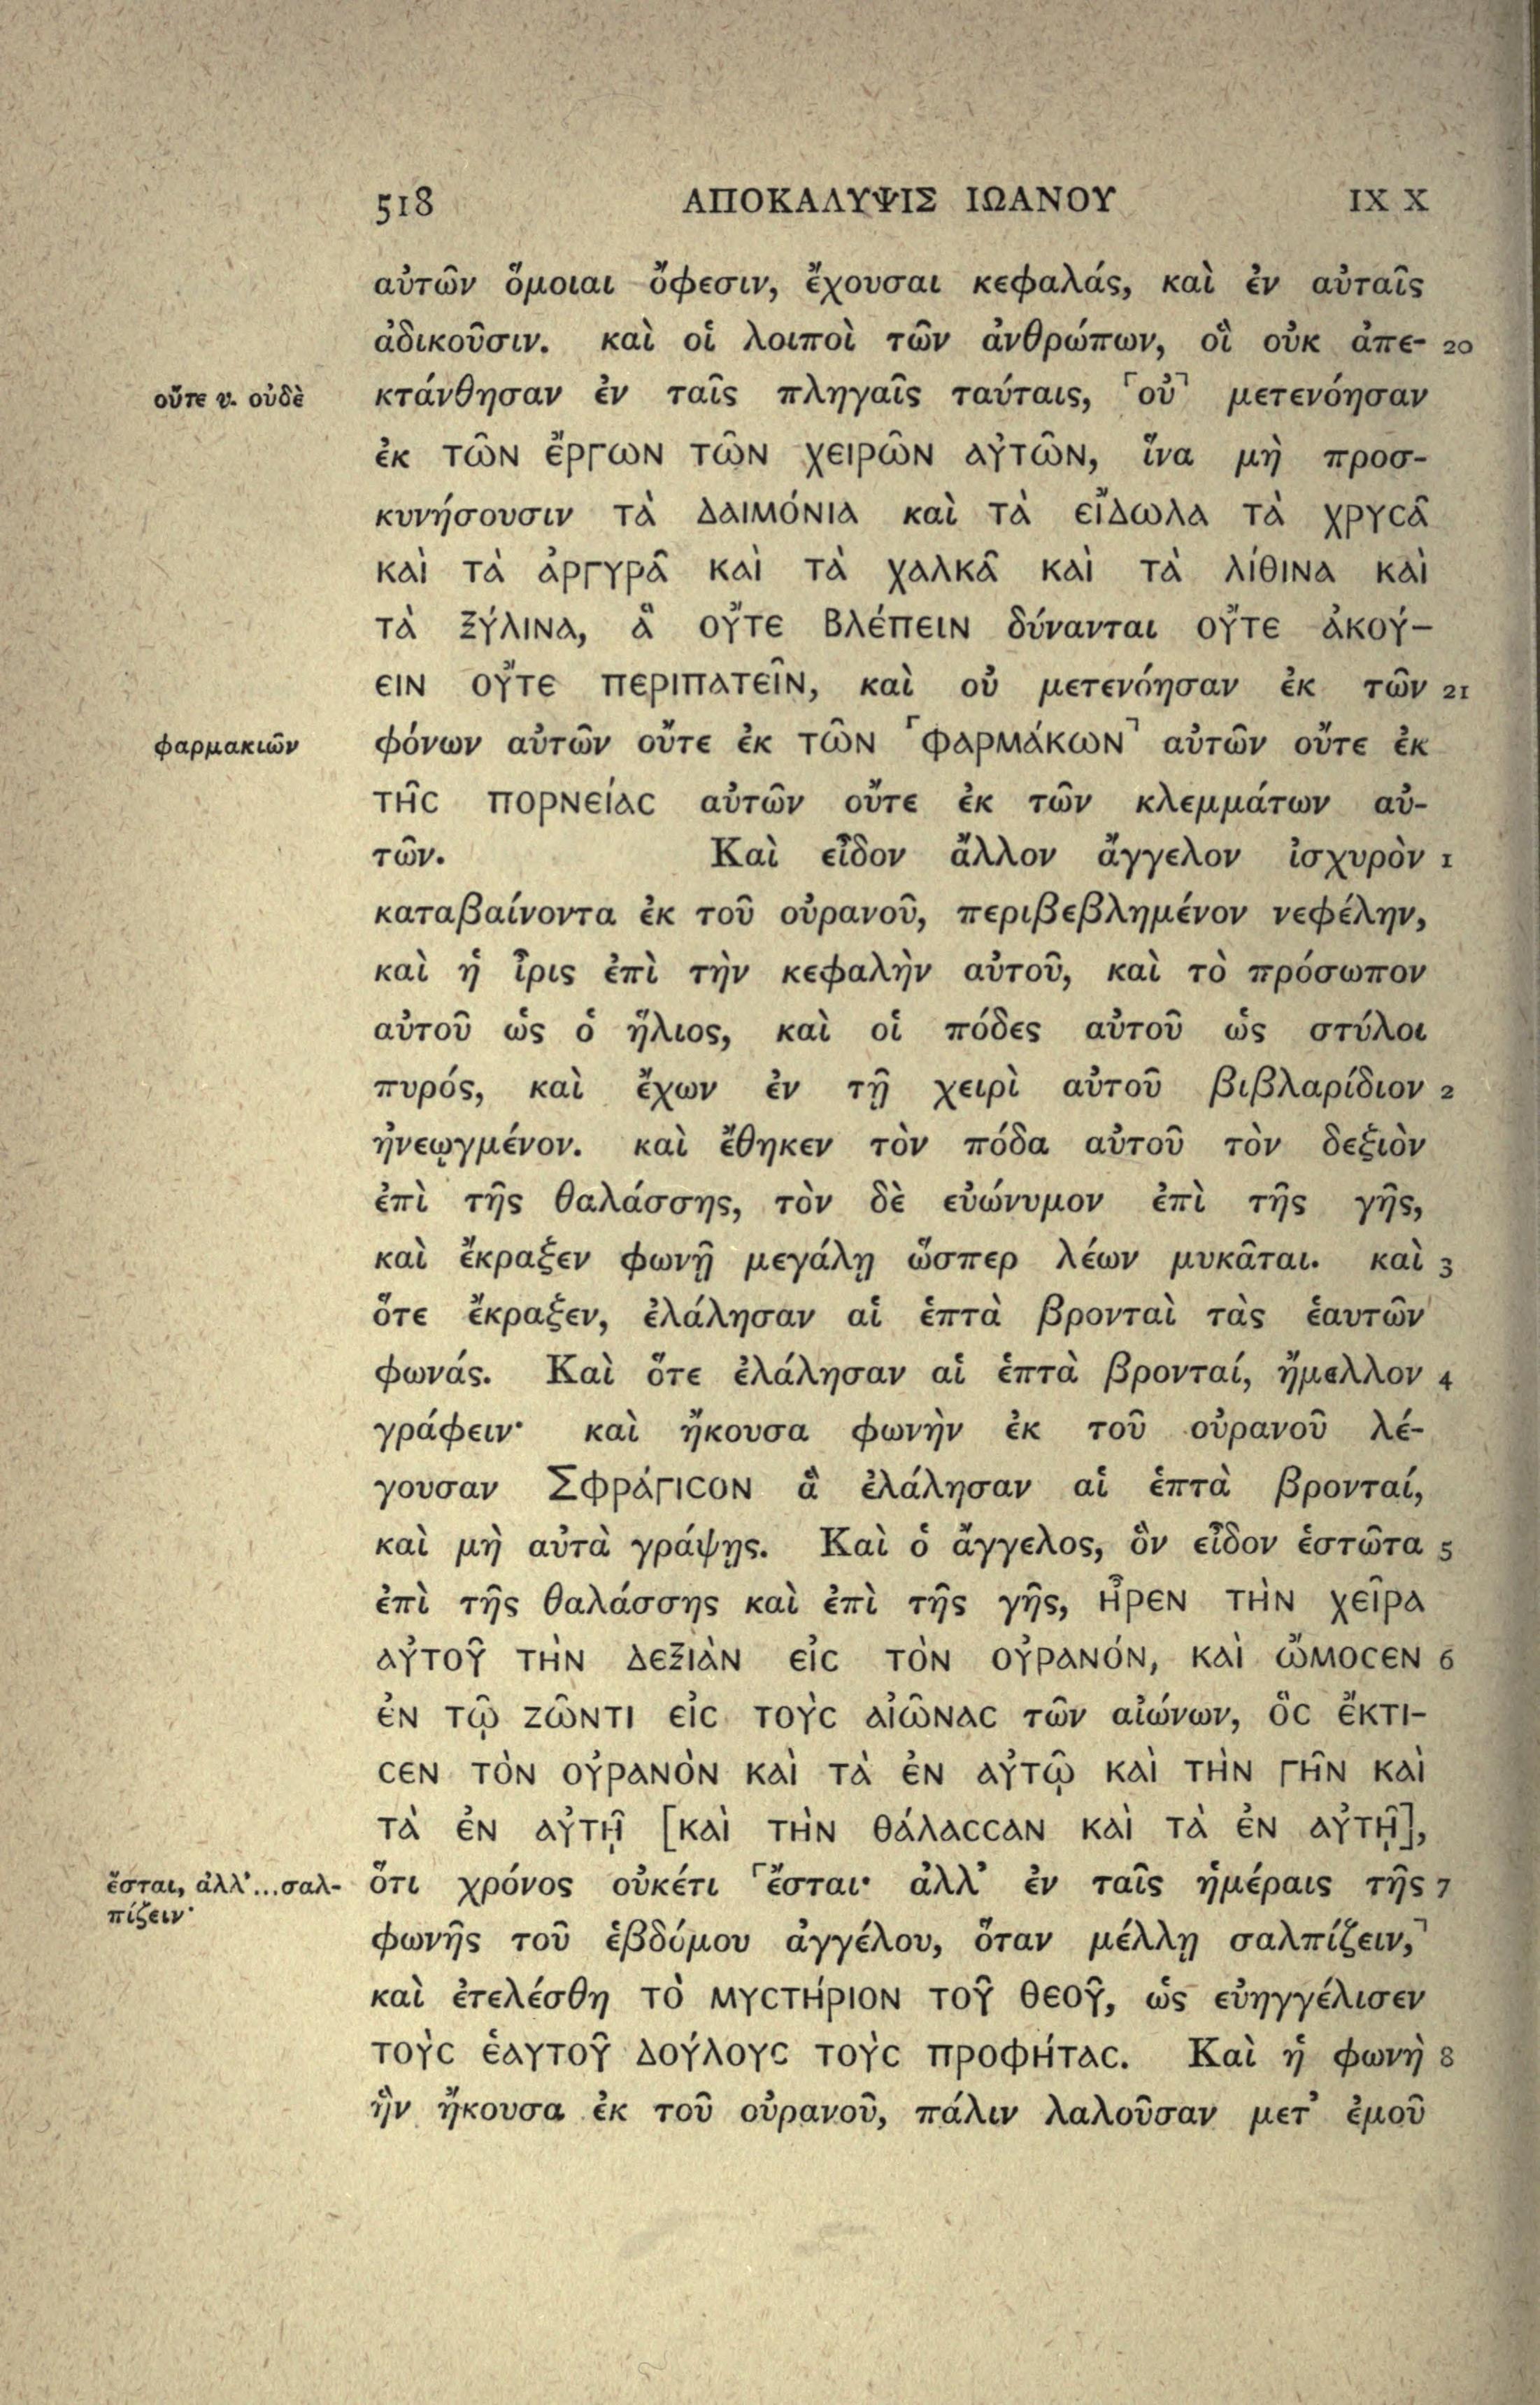 518 ΑΠΟΚΑΛΥΨΙΣ ΙΩΑΝΟΥ IX X
αὐτῶν ὅμοιαι ὄφεσιν, ἔχουσαι κεφαλάς, καὶ ἐν αὐταῖς
ἀδικοῦσιν. καὶ οἱ λοιποὶ τῶν ἀνθρώπων, οἳ οὐκ ἀπε- 20
οὔτε v. οὐδὲ κτάνθησαν ἐν ταῖς πληγαῖς ταύταις, ⸢οὐ⸣ μετενόησαν
ἐκ τῶν ἔργων τῶν χειρῶν αὐτῶν, ἵνα μὴ προσ-
κυνήσουσιν τὰ δαιμόνια καὶ τὰ εἴδωλα τὰ χρυϲᾶ
καὶ τὰ ἀργυρᾶ καὶ τὰ χαλκᾶ καὶ τὰ λίθινα καὶ
τὰ ξύλινα, ἃ οὔτε βλέπειν δύνανται οὔτε ἀκού-
ειν οὔτε περιπατεῖν, καὶ οὐ μετενόησαν ἐκ τῶν 21
φαρμακιῶν φόνων αὐτῶν οὔτε ἐκ τῶν ⸢φαρμάκων⸣ αὐτῶν οὔτε ἐκ
τῆϲ πορνείαϲ αὐτῶν οὔτε ἐκ τῶν κλεμμάτων αὐ-
τῶν. Καὶ εἶδον ἄλλον ἄγγελον ἰσχυρὸν 1
καταβαίνοντα ἐκ τοῦ οὐρανοῦ, περιβεβλημένον νεφέλην,
καὶ ἡ ἶρις ἐπὶ τὴν κεφαλὴν αὐτοῦ, καὶ τὸ πρόσωπον
αὐτοῦ ὡς ὁ ἥλιος, καὶ οἱ πόδες αὐτοῦ ὡς στύλοι
πυρός, καὶ ἔχων ἐν τῇ χειρὶ αὐτοῦ βιβλαρίδιον 2
ἠνεῳγμένον. καὶ ἔθηκεν τὸν πόδα αὐτοῦ τὸν δεξιὸν
ἐπὶ τῆς θαλάσσης, τὸν δὲ εὐώνυμον ἐπὶ τῆς γῆς,
καὶ ἔκραξεν φωνῇ μεγάλῃ ὥσπερ λέων μυκᾶται. καὶ 3
ὅτε ἔκραξεν, ἐλάλησαν αἱ ἑπτὰ βρονταὶ τὰς ἑαυτῶν
φωνάς. Καὶ ὅτε ἐλάλησαν αἱ ἑπτὰ βρονταί, ἤμελλον 4
γράφειν· καὶ ἤκουσα φωνὴν ἐκ τοῦ οὐρανοῦ λέ-
γουσαν Σφράγιϲον ἃ ἐλάλησαν αἱ ἑπτὰ βρονταί,
καὶ μὴ αὐτὰ γράψῃς. Καὶ ὁ ἄγγελος, ὃν εἶδον ἑστῶτα 5
ἐπὶ τῆς θαλάσσης καὶ ἐπὶ τῆς γῆς, ἦρεν τὴν χεῖρα
αὐτοῦ τὴν δεξιὰν εἰϲ τὸν οὐρανόν, καὶ ὤμοϲεν 6
ἐν τῷ ζῶντι εἰϲ τοὺϲ αἰῶναϲ τῶν αἰώνων, ὃϲ ἔκτι-
ϲεν τὸν οὐρανὸν καὶ τὰ ἐν αὐτῷ καὶ τὴν γῆν καὶ
τὰ ἐν αὐτῇ [καὶ τὴν θάλαϲϲαν καὶ τὰ ἐν αὐτῇ],
ἔσται, ἀλλ’...σαλ- ὅτι χρόνος οὐκέτι ⸢ἔσται· ἀλλ’ ἐν ταῖς ἡμέραις τῆς 7
πίζειν· φωνῆς τοῦ ἑβδόμου ἀγγέλου, ὅταν μέλλῃ σαλπίζειν,⸣
καὶ ἐτελέσθη τὸ μυϲτήριον τοῦ θεοῦ, ὡς εὐηγγέλισεν
τοὺϲ ἑαυτοῦ δούλουϲ τοὺϲ προφήταϲ. Καὶ ἡ φωνὴ 8
ἣν ἤκουσα ἐκ τοῦ οὐρανοῦ, πάλιν λαλοῦσαν μετ’ ἐμοῦ